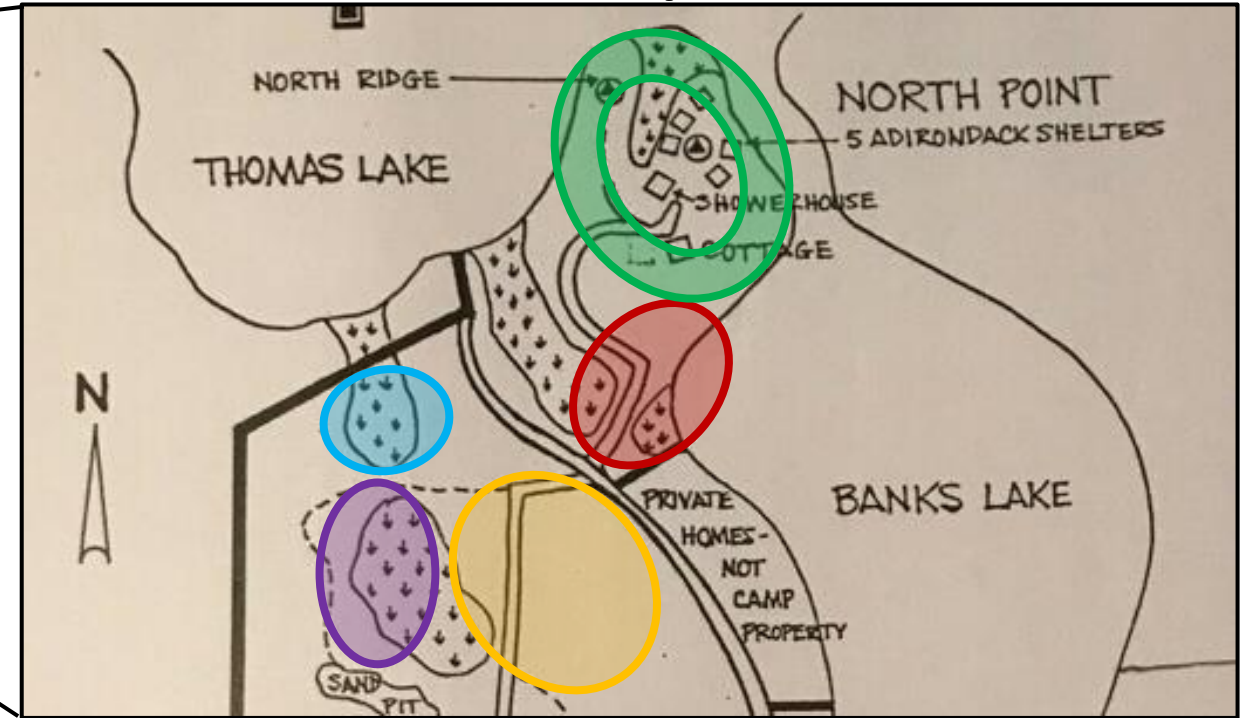 NORTH RIDGE
NORTH POINT
5 ADIRONDACK SHELTERS
THOMAS LAKE
SHOWERHOUSE
COTTAGE
N
PRIVATE
HOMES-
NOT
CAMP
PROPERTY
BANKS LAKE
SAND
PIT